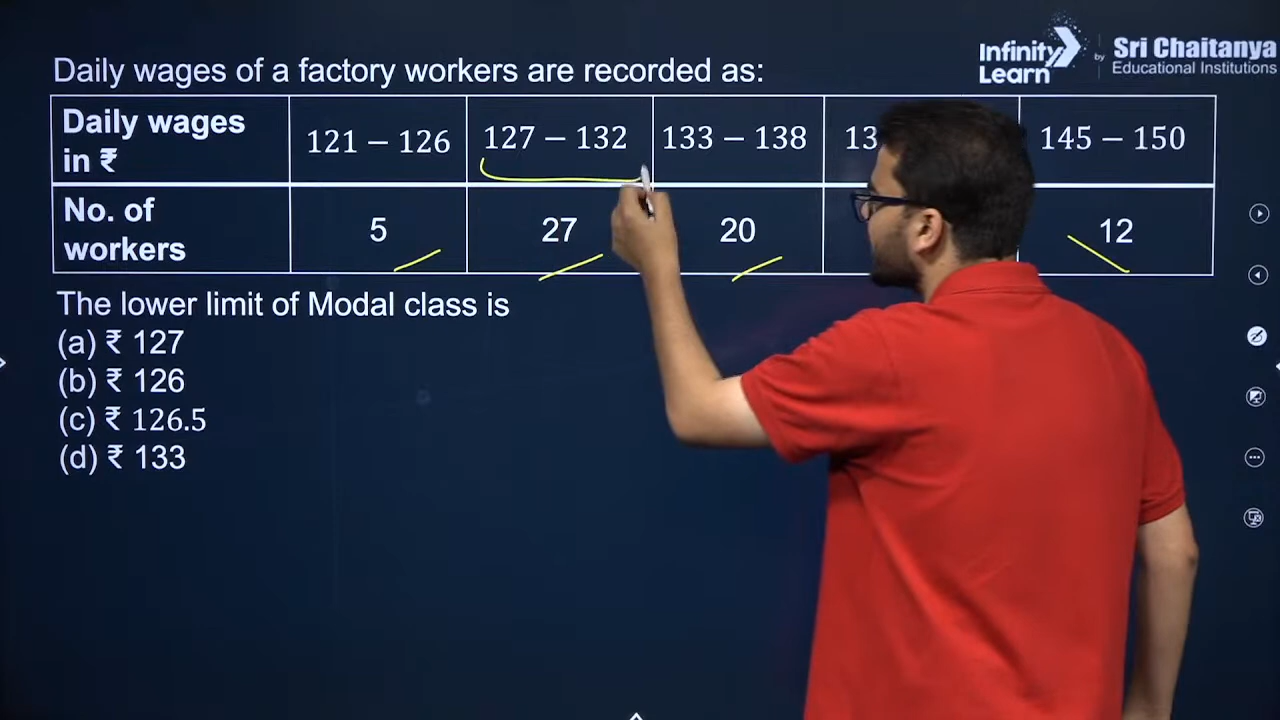 Infinity Learn by Sri Chaitanya Educational Institutions
Daily wages of a factory workers are recorded as:
Daily wages in ₹ 121 – 126 127 – 132 133 – 138 13 145 – 150
No. of workers 5 27 20 12
The lower limit of Modal class is
(a) ₹ 127
(b) ₹ 126
(c) ₹ 126.5
(d) ₹ 133